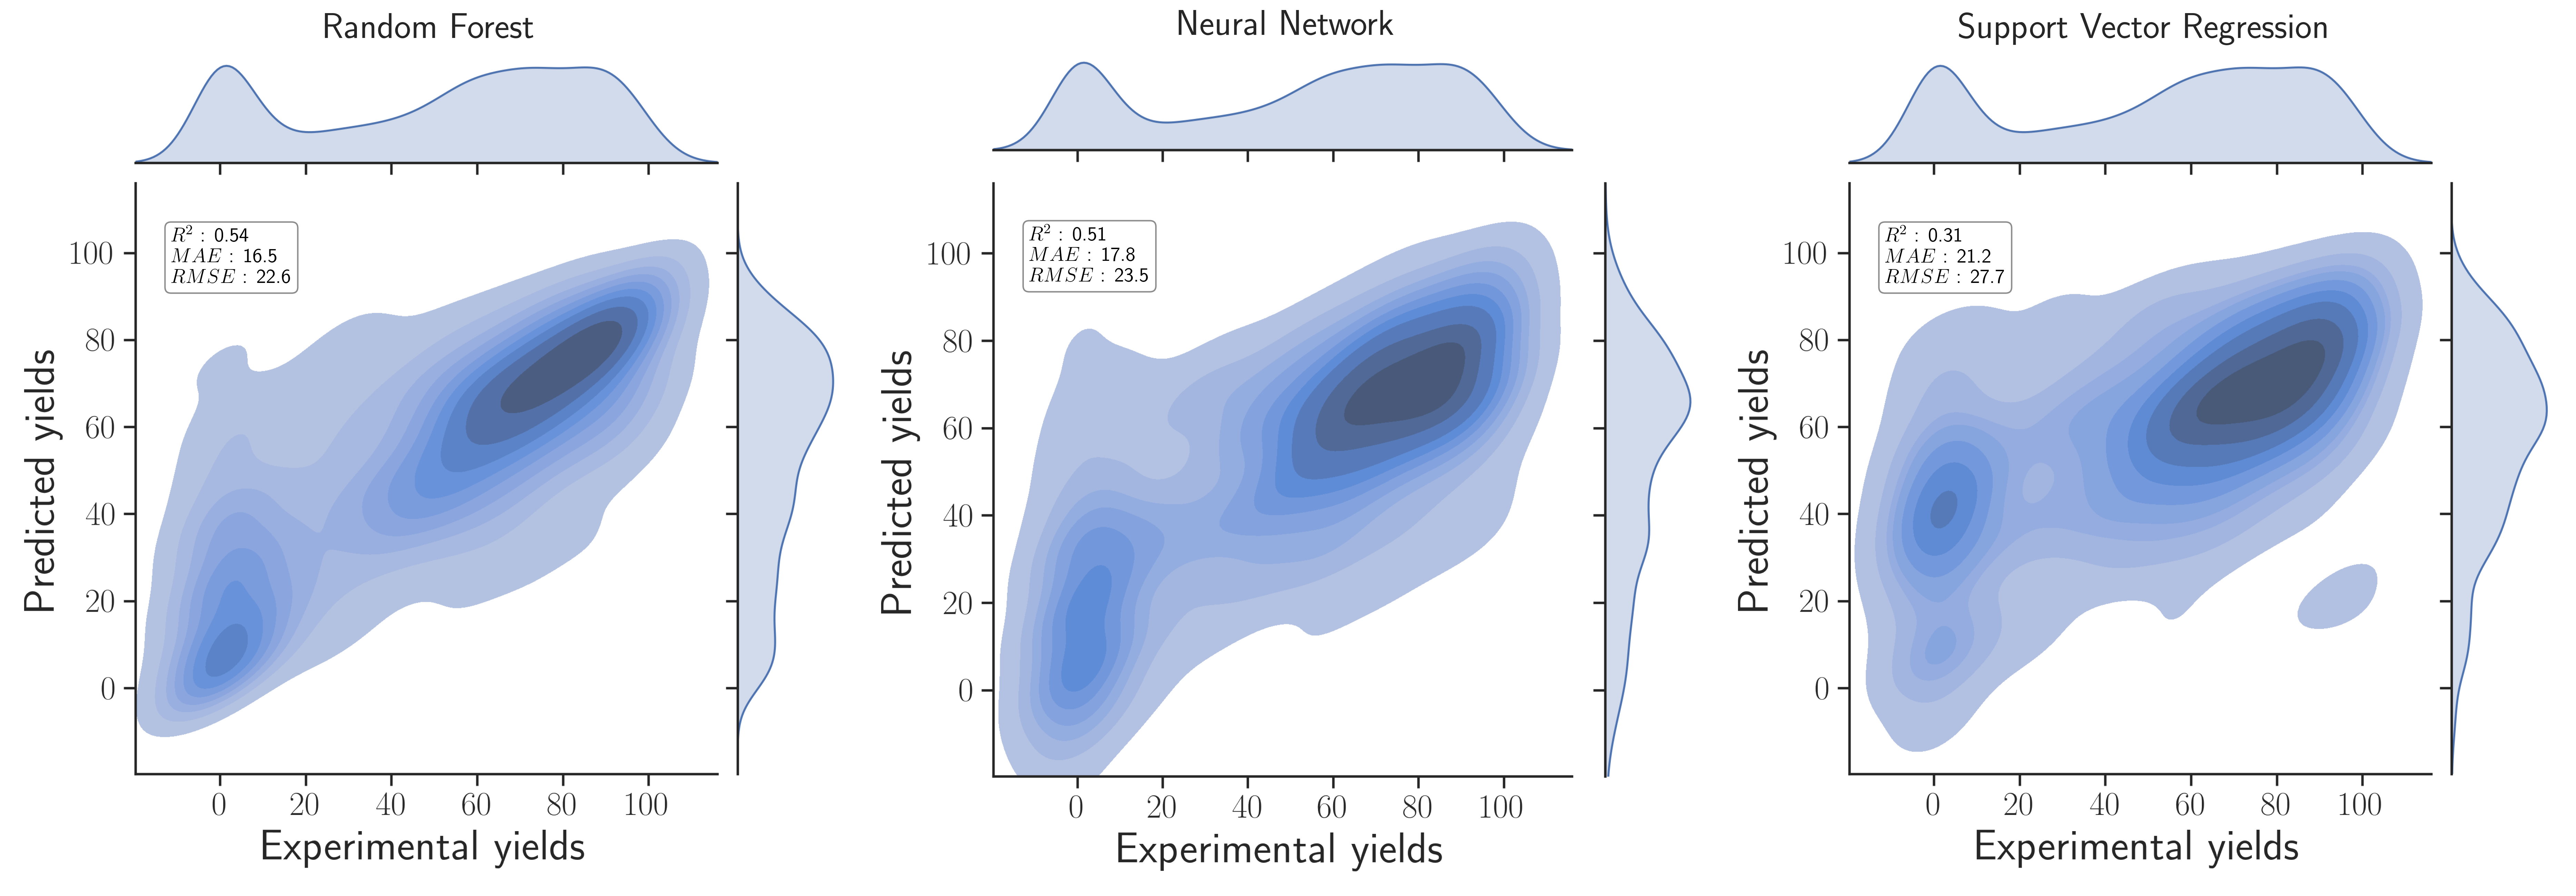 Random Forest
R² : 0.54
MAE : 16.5
RMSE : 22.6
100
80
60
40
20
0
Predicted yields
0 20 40 60 80 100
Experimental yields
Neural Network
R² : 0.51
MAE : 17.8
RMSE : 23.5
100
80
60
40
20
0
Predicted yields
0 20 40 60 80 100
Experimental yields
Support Vector Regression
R² : 0.31
MAE : 21.2
RMSE : 27.7
100
80
60
40
20
0
Predicted yields
0 20 40 60 80 100
Experimental yields